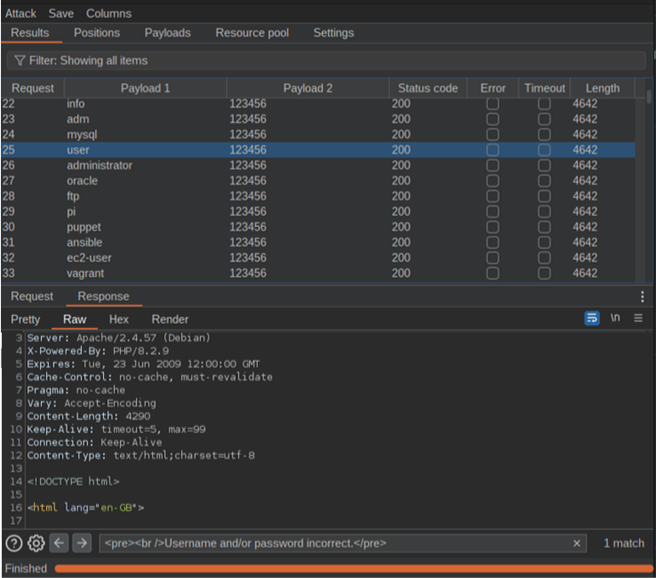 Attack Save Columns
Results Positions Payloads Resource pool Settings
Filter: Showing all items
Request Payload 1 Payload 2 Status code Error Timeout Length
22 info 123456 200 4642
23 adm 123456 200 4642
24 mysql 123456 200 4642
25 user 123456 200 4642
26 administrator 123456 200 4642
27 oracle 123456 200 4642
28 ftp 123456 200 4642
29 pi 123456 200 4642
30 puppet 123456 200 4642
31 ansible 123456 200 4642
32 ec2-user 123456 200 4642
33 vagrant 123456 200 4642
Request Response
Pretty Raw Hex Render \n
3 Server: Apache/2.4.57 (Debian)
4 X-Powered-By: PHP/8.2.9
5 Expires: Tue, 23 Jun 2009 12:00:00 GMT
6 Cache-Control: no-cache, must-revalidate
7 Pragma: no-cache
8 Vary: Accept-Encoding
9 Content-Length: 4290
10 Keep-Alive: timeout=5, max=99
11 Connection: Keep-Alive
12 Content-Type: text/html;charset=utf-8
13
14 <!DOCTYPE html>
15
16 <html lang="en-GB">
17
<pre><br />Username and/or password incorrect.</pre> 1 match
Finished